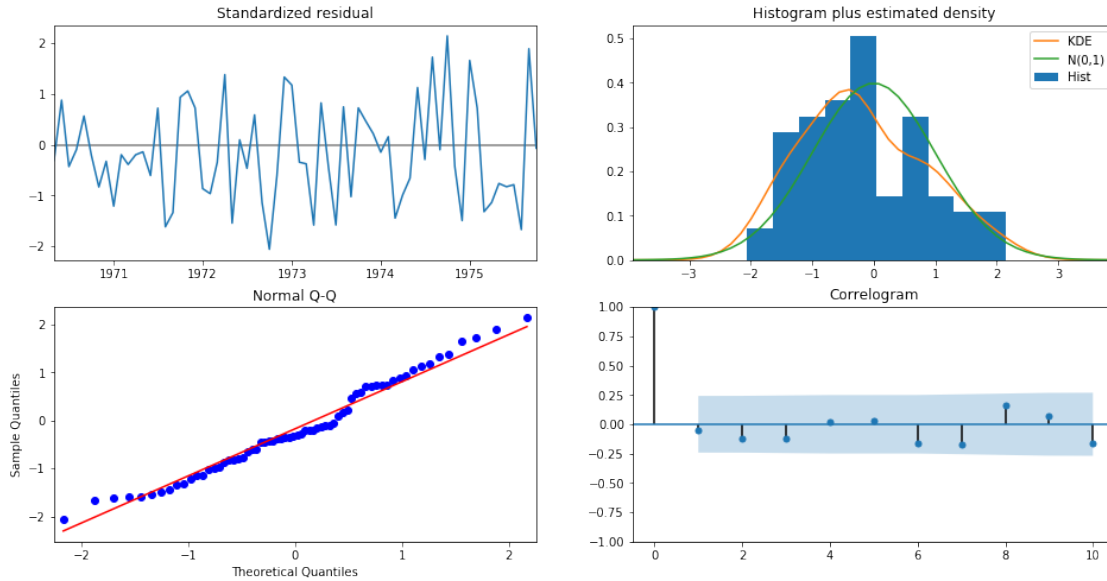 Standardized residual
2
1
0
−1
−2
1971 1972 1973 1974 1975
Histogram plus estimated density
0.5
0.4
0.3
0.2
0.1
0.0
KDE
N(0,1)
Hist
−3 −2 −1 0 1 2 3
Normal Q-Q
Sample Quantiles
2
1
0
−1
−2
−2 −1 0 1 2
Theoretical Quantiles
Correlogram
1.00
0.75
0.50
0.25
0.00
−0.25
−0.50
−0.75
−1.00
0 2 4 6 8 10